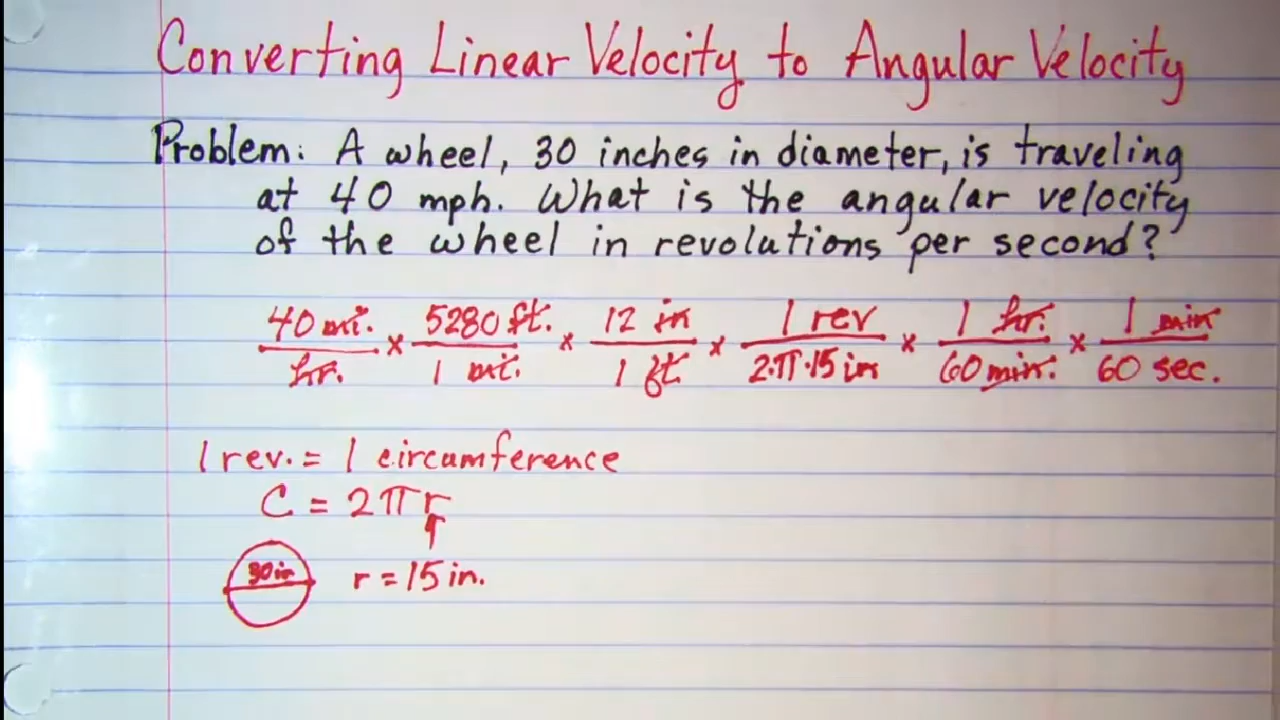 Converting Linear Velocity to Angular Velocity
Problem: A wheel, 30 inches in diameter, is traveling
at 40 mph. What is the angular velocity
of the wheel in revolutions per second?
40 mi. / hr. × 5280 ft. / 1 mi. × 12 in / 1 ft × 1 rev / 2·π·15 in × 1 hr. / 60 min. × 1 min / 60 sec.
1 rev. = 1 circumference
C = 2πr
30in r = 15 in.